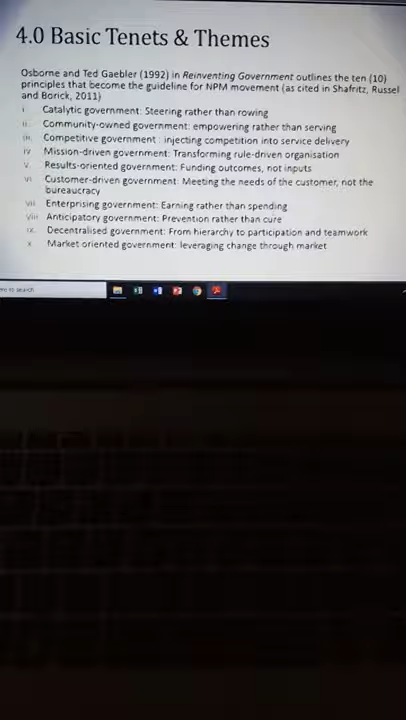 4.0 Basic Tenets & Themes
Osborne and Ted Gaebler (1992) in Reinventing Government outlines the ten (10)
principles that become the guideline for NPM movement (as cited in Shafritz, Russel
and Borick, 2011)
i. Catalytic government: Steering rather than rowing
ii. Community-owned government: empowering rather than serving
iii. Competitive government : injecting competition into service delivery
iv. Mission-driven government: Transforming rule-driven organisation
v. Results-oriented government: Funding outcomes, not inputs
vi. Customer-driven government: Meeting the needs of the customer, not the
bureaucracy
vii. Enterprising government: Earning rather than spending
viii. Anticipatory government: Prevention rather than cure
ix. Decentralised government: From hierarchy to participation and teamwork
x. Market oriented government: leveraging change through market
to search